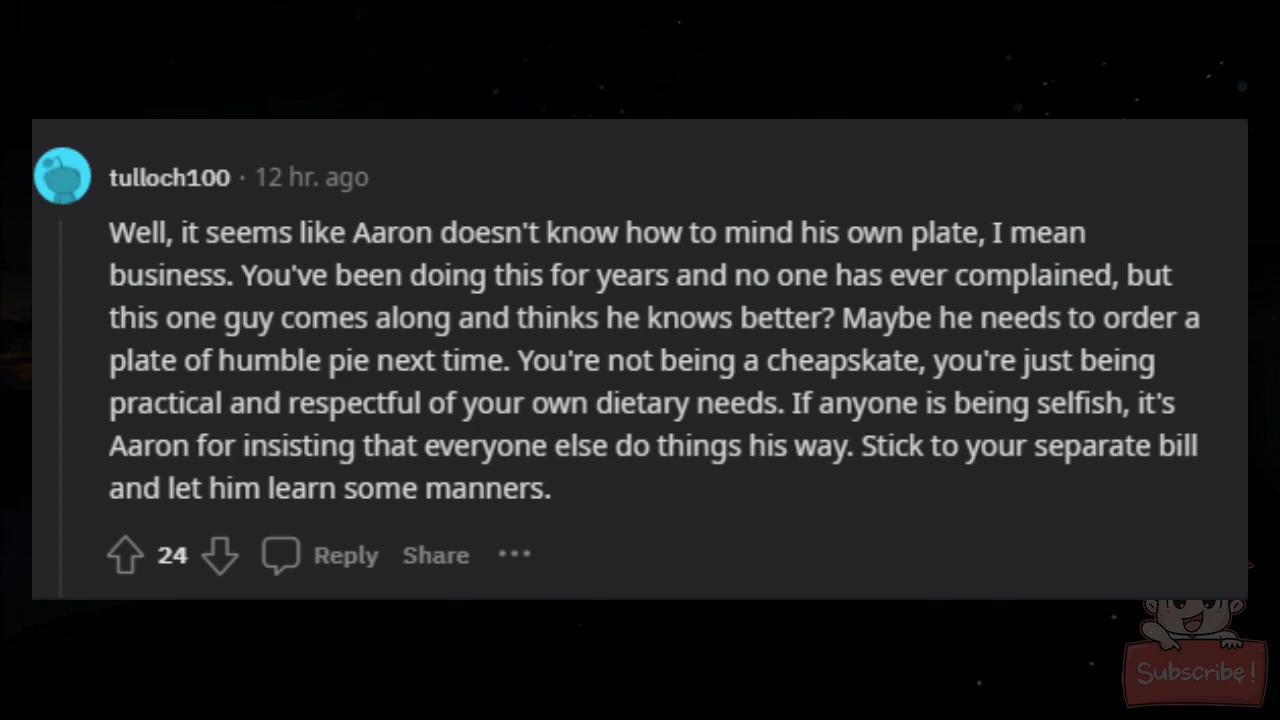 tulloch100 · 12 hr. ago
Well, it seems like Aaron doesn't know how to mind his own plate, I mean
business. You've been doing this for years and no one has ever complained, but
this one guy comes along and thinks he knows better? Maybe he needs to order a
plate of humble pie next time. You're not being a cheapskate, you're just being
practical and respectful of your own dietary needs. If anyone is being selfish, it's
Aaron for insisting that everyone else do things his way. Stick to your separate bill
and let him learn some manners.
24 Reply Share ···
Subscribe!